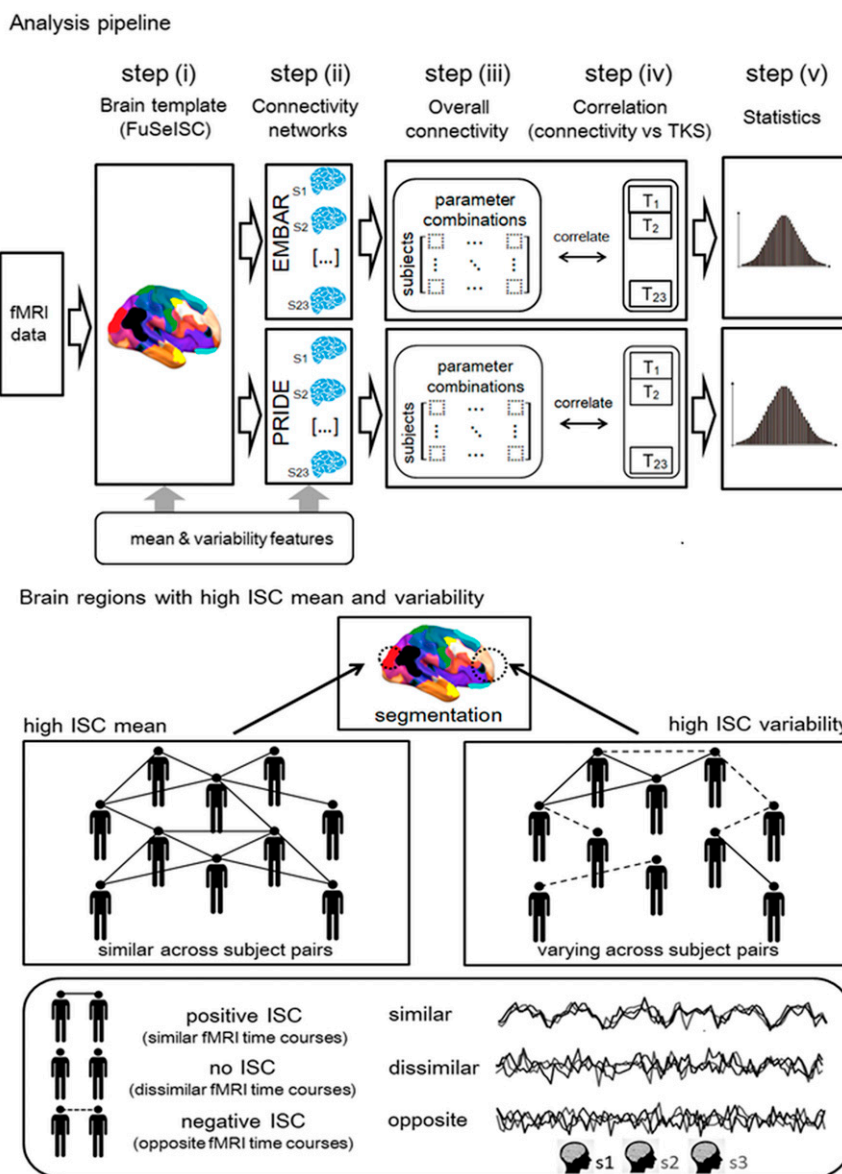 Analysis pipeline
step (i)
Brain template
(FuSeISC)
step (ii)
Connectivity
networks
step (iii)
Overall
connectivity
step (iv)
Correlation
(connectivity vs TKS)
step (v)
Statistics
fMRI
data
EMBAR
S1
S2
[...]
S23
subjects
parameter
combinations
correlate
T1
T2
T23
PRIDE
S1
S2
[...]
S23
subjects
parameter
combinations
correlate
T1
T2
T23
mean & variability features
Brain regions with high ISC mean and variability
segmentation
high ISC mean
high ISC variability
similar across subject pairs
varying across subject pairs
positive ISC
(similar fMRI time courses)
similar
no ISC
(dissimilar fMRI time courses)
dissimilar
negative ISC
(opposite fMRI time courses)
opposite
s1
s2
s3